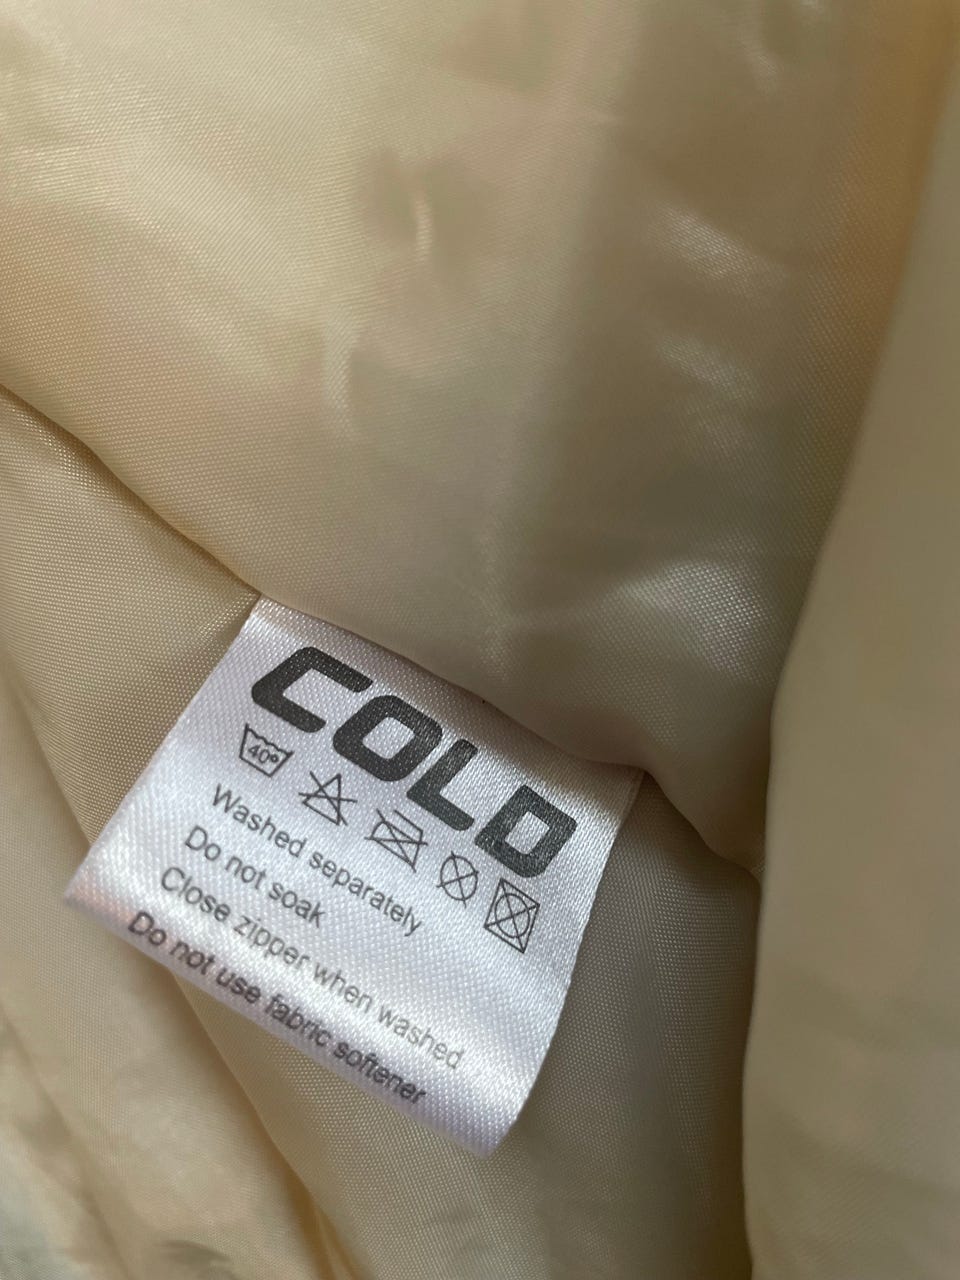 COLD
40°
Washed separately
Do not soak
Close zipper when washed
Do not use fabric softener